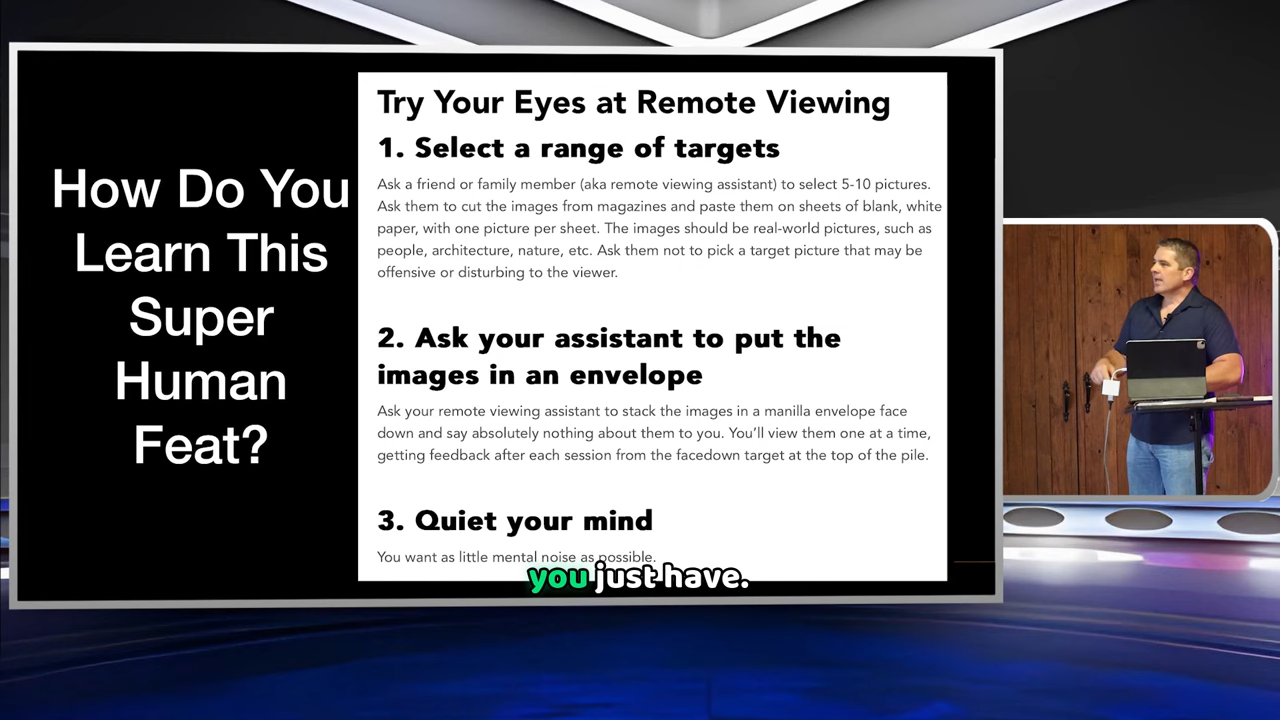 How Do You
Learn This
Super
Human
Feat?
Try Your Eyes at Remote Viewing
1. Select a range of targets
Ask a friend or family member (aka remote viewing assistant) to select 5-10 pictures.
Ask them to cut the images from magazines and paste them on sheets of blank, white
paper, with one picture per sheet. The images should be real-world pictures, such as
people, architecture, nature, etc. Ask them not to pick a target picture that may be
offensive or disturbing to the viewer.
2. Ask your assistant to put the
images in an envelope
Ask your remote viewing assistant to stack the images in a manilla envelope face
down and say absolutely nothing about them to you. You'll view them one at a time,
getting feedback after each session from the facedown target at the top of the pile.
3. Quiet your mind
You want as little mental noise as possible.
you just have.